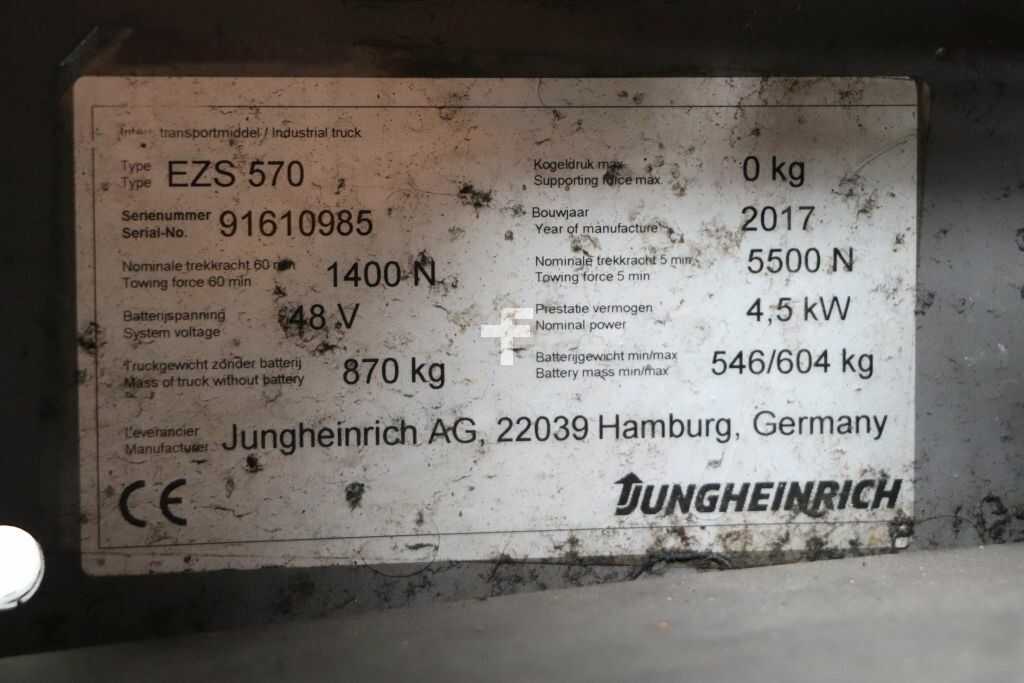 Intern transportmiddel / Industrial truck
Type
Type EZS 570
Kogeldruk max.
Supporting force max. 0 kg
Serienummer
Serial-No. 91610985
Bouwjaar
Year of manufacture 2017
Nominale trekkracht 60 min
Towing force 60 min 1400 N
Nominale trekkracht 5 min
Towing force 5 min 5500 N
Batterijspanning
System voltage 48 V
Prestatie vermogen
Nominal power 4,5 kW
Truckgewicht zonder batterij
Mass of truck without battery 870 kg
Batterijgewicht min/max
Battery mass min/max 546/604 kg
Leverancier
Manufacturer Jungheinrich AG, 22039 Hamburg, Germany
CE
JUNGHEINRICH